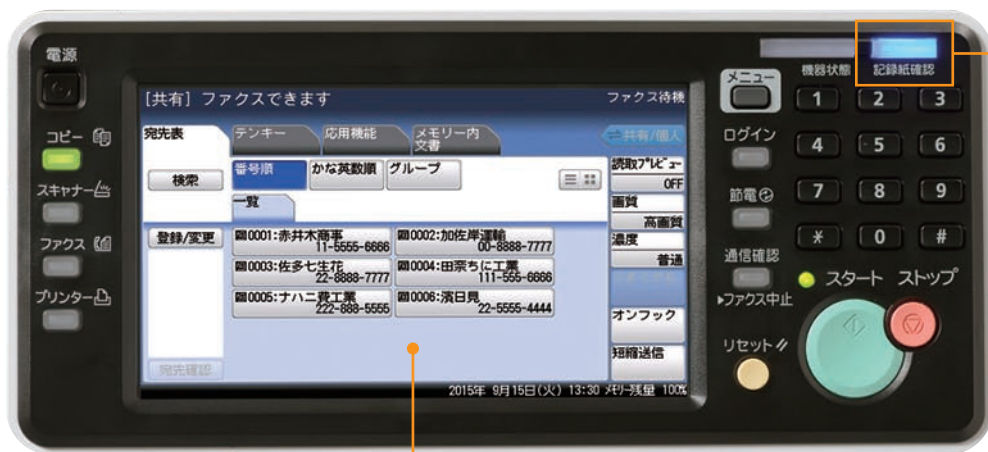 電源
機器状態
記録紙確認
メニュー
1 2 3
[共有] ファクスできます
ファクス待機
コピー
宛先表
テンキー
応用機能
メモリー内
文書
共有/個人
ログイン
4 5 6
検索
番号順
かな英数順
グループ
読取プレビュー
OFF
スキャナー
一覧
画質
高画質
節電
7 8 9
ファクス
登録/変更
0001:赤井木商事
11-5555-6666
0002:加佐岸運輸
00-8888-7777
濃度
普通
* 0 #
通信確認
0003:佐多七生花
22-8888-7777
0004:田奈ちに工業
111-555-6666
プリンター
0005:ナハニ費工業
222-888-5555
0006:濱日見
22-5555-4444
オンフック
▶ファクス中止
スタート
ストップ
短縮送信
リセット
宛先確認
2015年 9月15日(火) 13:30 メモリー残量 100%